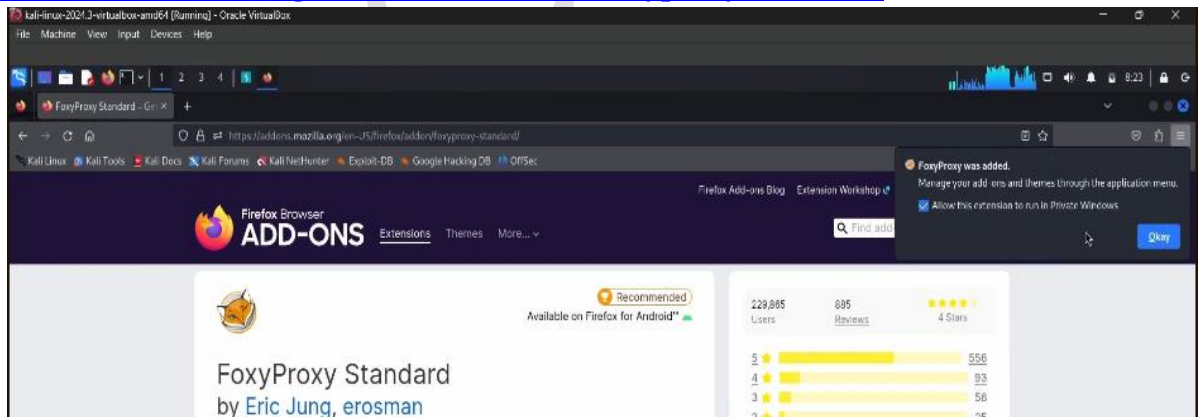 kali-linux-2024.3-virtualbox-amd64 [Running] - Oracle VirtualBox
File Machine View Input Devices Help
1 2 3 4 8:23
FoxyProxy Standard – Ge
https://addons.mozilla.org/en-US/firefox/addon/foxyproxy-standard/
Kali Linux Kali Tools Kali Docs Kali Forums Kali NetHunter Exploit-DB Google Hacking DB OffSec
FoxyProxy was added.
Manage your add-ons and themes through the application menu.
Allow this extension to run in Private Windows
Okay
Firefox Add-ons Blog Extension Workshop
Firefox Browser
ADD-ONS Extensions Themes More...
Find add
Recommended
Available on Firefox for Android™
FoxyProxy Standard
by Eric Jung, erosman
229,865 885
Users Reviews 4 Stars
5 556
4 93
3 58